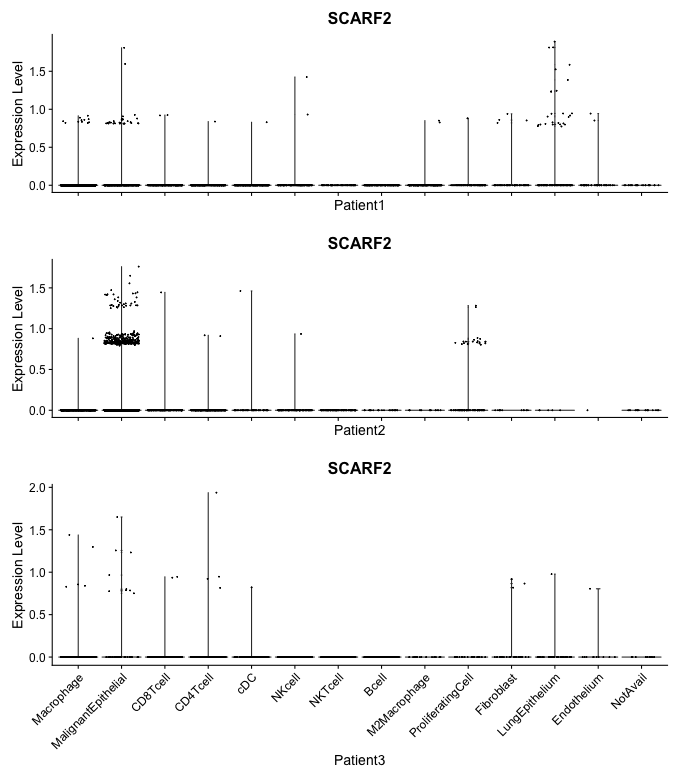 SCARF2
Expression Level
1.5
1.0
0.5
0.0
Patient1
SCARF2
Expression Level
1.5
1.0
0.5
0.0
Patient2
SCARF2
Expression Level
2.0
1.5
1.0
0.5
0.0
Macrophage
MalignantEpithelial
CD8Tcell
CD4Tcell
cDC
NKcell
NKTcell
Bcell
M2Macrophage
ProliferatingCell
Fibroblast
LungEpithelium
Endothelium
NotAvail
Patient3